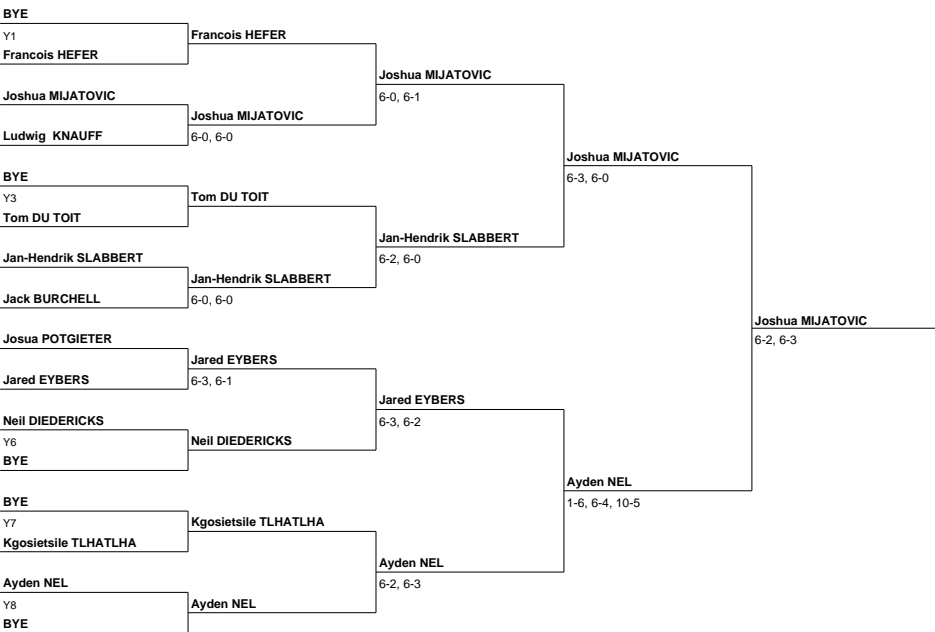 BYE
Y1
Francois HEFER
Francois HEFER
Joshua MIJATOVIC
6-0, 6-1
Joshua MIJATOVIC
Joshua MIJATOVIC
6-0, 6-0
Ludwig  KNAUFF
Joshua MIJATOVIC
6-3, 6-0
BYE
Y3
Tom DU TOIT
Tom DU TOIT
Jan-Hendrik SLABBERT
6-2, 6-0
Jan-Hendrik SLABBERT
Jan-Hendrik SLABBERT
6-0, 6-0
Jack BURCHELL
Joshua MIJATOVIC
6-2, 6-3
Josua POTGIETER
Jared EYBERS
6-3, 6-1
Jared EYBERS
Jared EYBERS
6-3, 6-2
Neil DIEDERICKS
Y6
Neil DIEDERICKS
BYE
Ayden NEL
1-6, 6-4, 10-5
BYE
Y7
Kgosietsile TLHATLHA
Kgosietsile TLHATLHA
Ayden NEL
6-2, 6-3
Ayden NEL
Y8
Ayden NEL
BYE